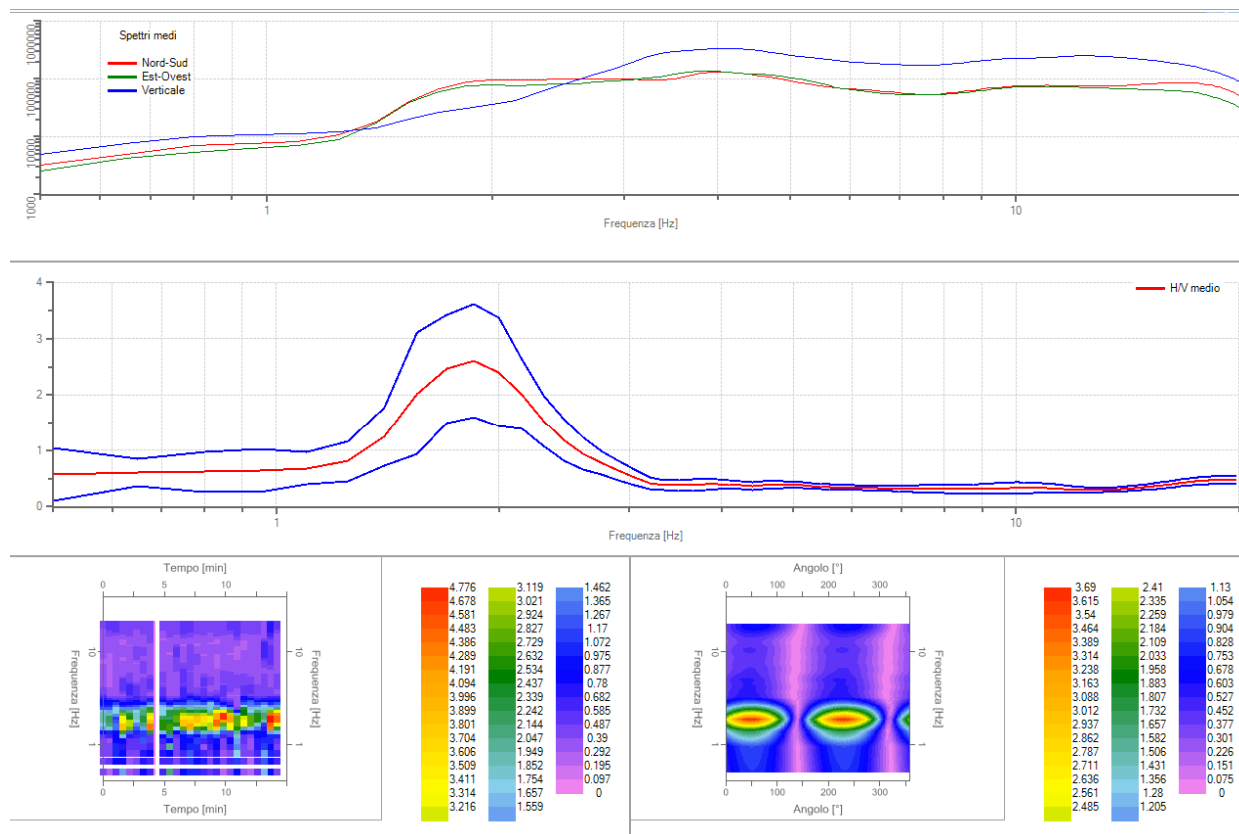 Spettri medi
Nord-Sud
Est-Ovest
Verticale
1000000
100000
10000
1000
1
10
Frequenza [Hz]
H/V medio
4
3
2
1
0
1
10
Frequenza [Hz]
Tempo [min]
0 5 10
Frequenza [Hz]
10
1
10
1
Frequenza [Hz]
0 5 10
Tempo [min]
4.776 3.119 1.462
4.678 3.021 1.365
4.581 2.924 1.267
4.483 2.827 1.17
4.386 2.729 1.072
4.289 2.632 0.975
4.191 2.534 0.877
4.094 2.437 0.78
3.996 2.339 0.682
3.899 2.242 0.585
3.801 2.144 0.487
3.704 2.047 0.39
3.606 1.949 0.292
3.509 1.852 0.195
3.411 1.754 0.097
3.314 1.657 0
3.216 1.559
Angolo [°]
0 100 200 300
Frequenza [Hz]
10
1
10
1
Frequenza [Hz]
0 100 200 300
Angolo [°]
3.69 2.41 1.13
3.615 2.335 1.054
3.54 2.259 0.979
3.464 2.184 0.904
3.389 2.109 0.828
3.314 2.033 0.753
3.238 1.958 0.678
3.163 1.883 0.603
3.088 1.807 0.527
3.012 1.732 0.452
2.937 1.657 0.377
2.862 1.582 0.301
2.787 1.506 0.226
2.711 1.431 0.151
2.636 1.356 0.075
2.561 1.28 0
2.485 1.205